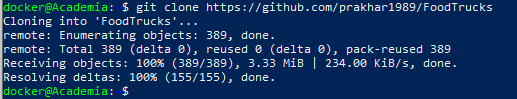 docker@Academia: $ git clone https://github.com/prakhar1989/FoodTrucks
Cloning into 'FoodTrucks'...
remote: Enumerating objects: 389, done.
remote: Total 389 (delta 0), reused 0 (delta 0), pack-reused 389
Receiving objects: 100% (389/389), 3.33 MiB | 234.00 KiB/s, done.
Resolving deltas: 100% (155/155), done.
docker@Academia: $